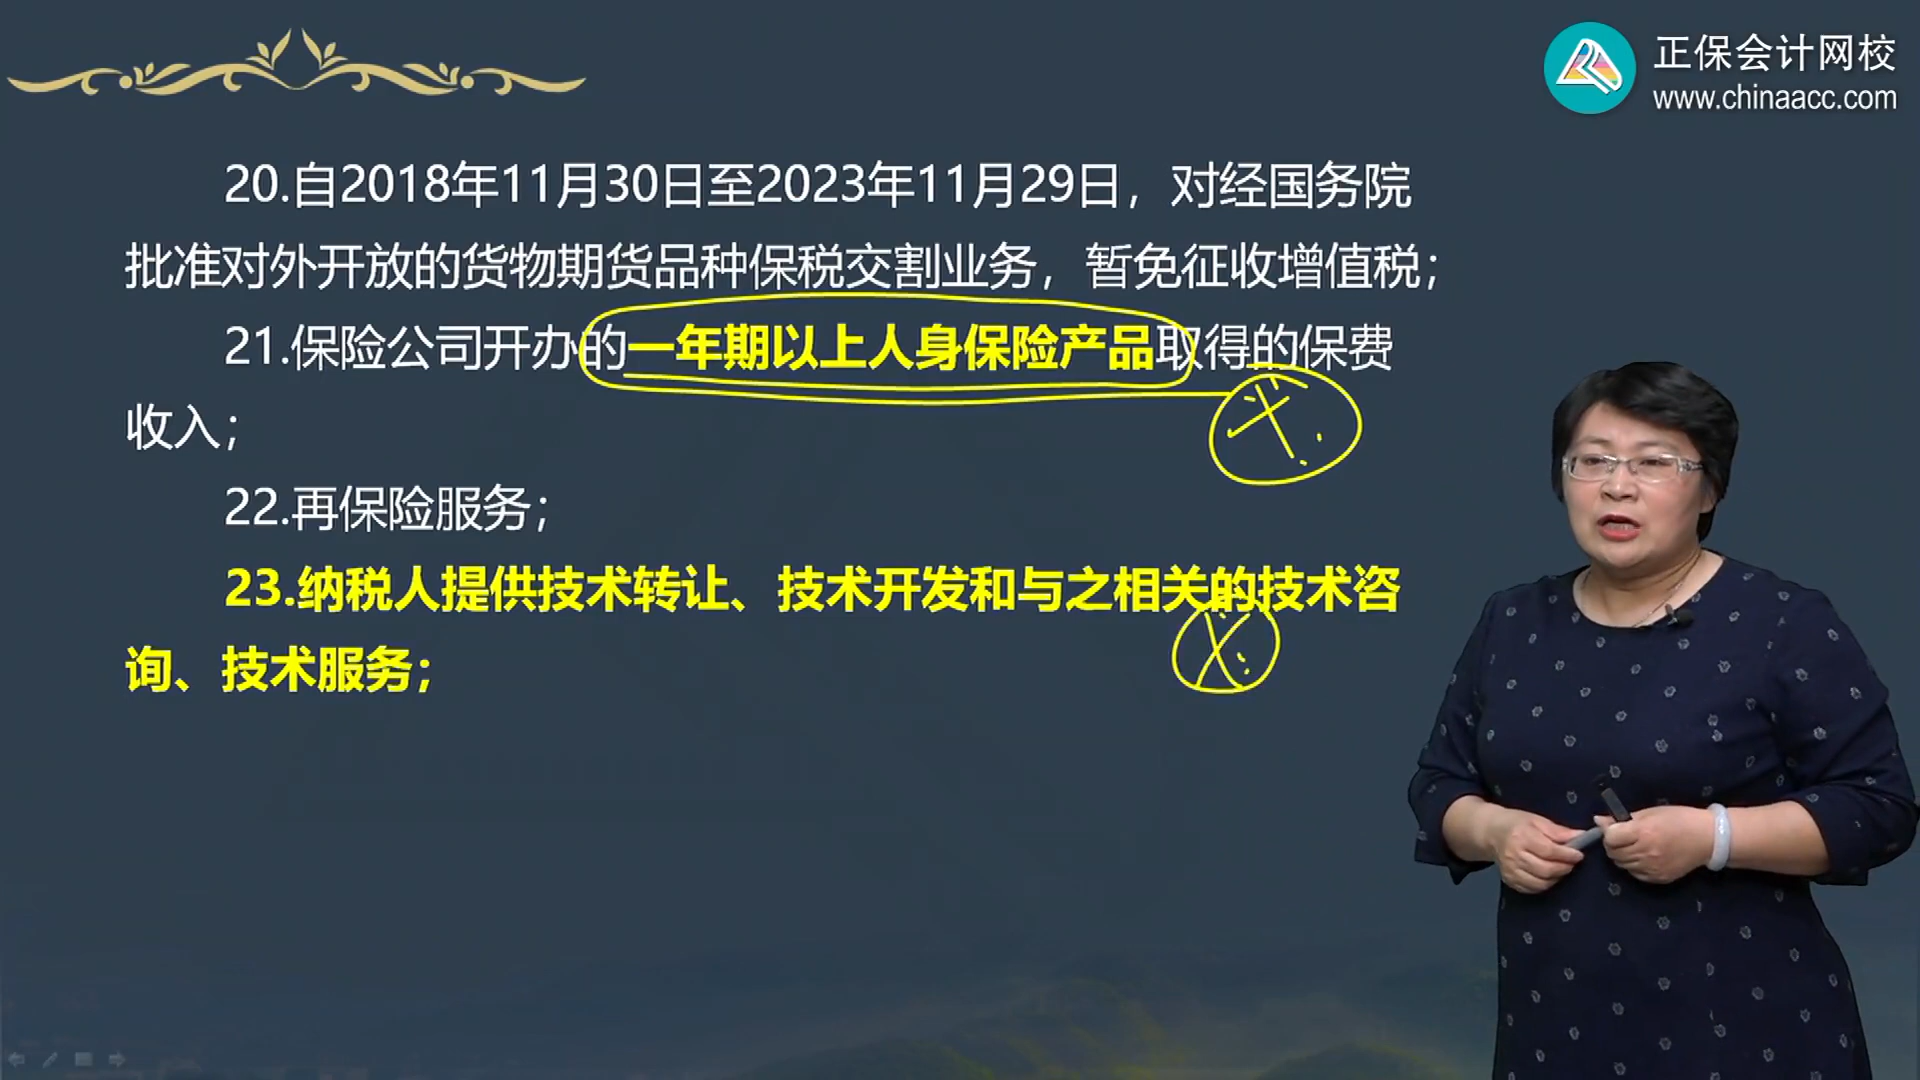 正保会计网校
www.chinaacc.com
20.自2018年11月30日至2023年11月29日，对经国务院
批准对外开放的货物期货品种保税交割业务，暂免征收增值税；
21.保险公司开办的一年期以上人身保险产品取得的保费
收入；
22.再保险服务；
23.纳税人提供技术转让、技术开发和与之相关的技术咨
询、技术服务；